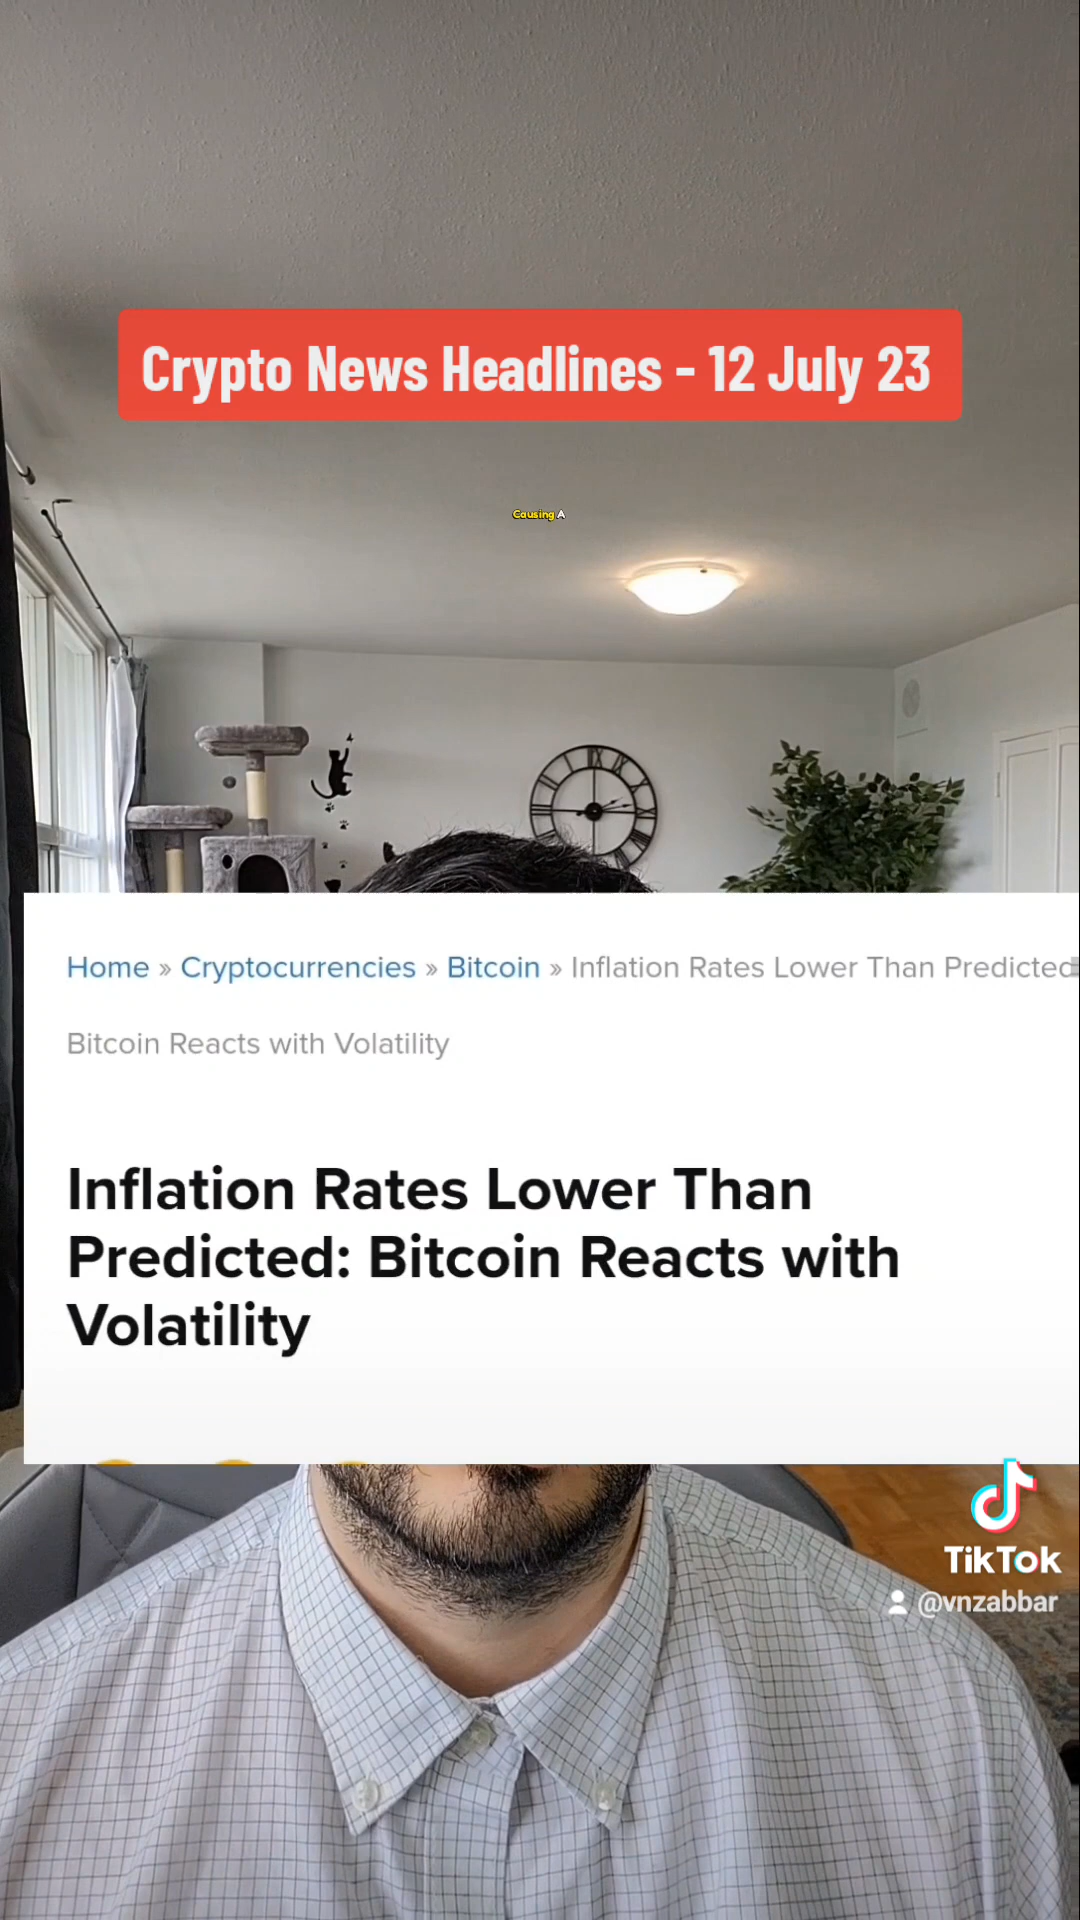 Crypto News Headlines - 12 July 23
Causing A
Home » Cryptocurrencies » Bitcoin » Inflation Rates Lower Than Predicted
Bitcoin Reacts with Volatility
Inflation Rates Lower Than
Predicted: Bitcoin Reacts with
Volatility
TikTok
@vnzabbar